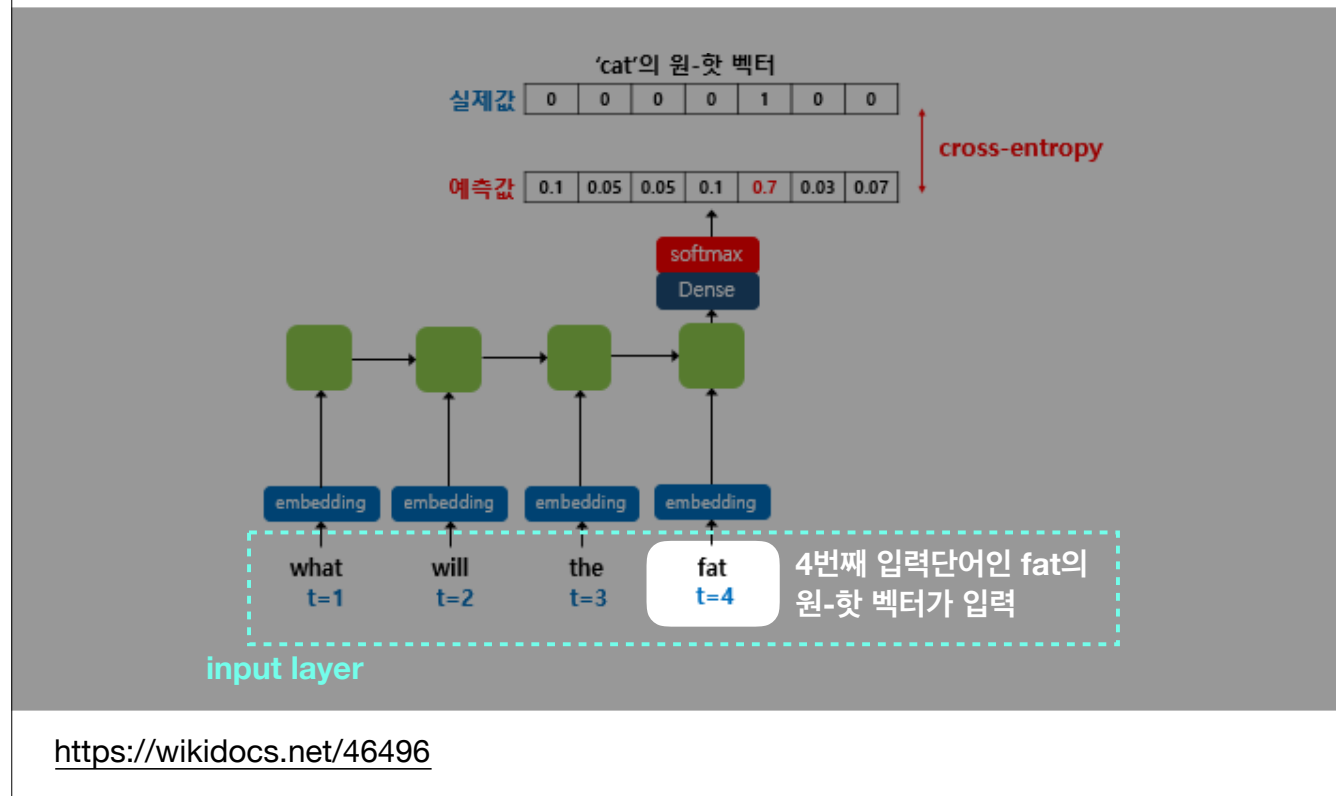 'cat'의 원-핫 벡터
실제값 0 0 0 0 1 0 0
cross-entropy
예측값 0.1 0.05 0.05 0.1 0.7 0.03 0.07
softmax
Dense
embedding embedding embedding embedding
what will the fat
t=1 t=2 t=3 t=4
4번째 입력단어인 fat의
원-핫 벡터가 입력
input layer
https://wikidocs.net/46496